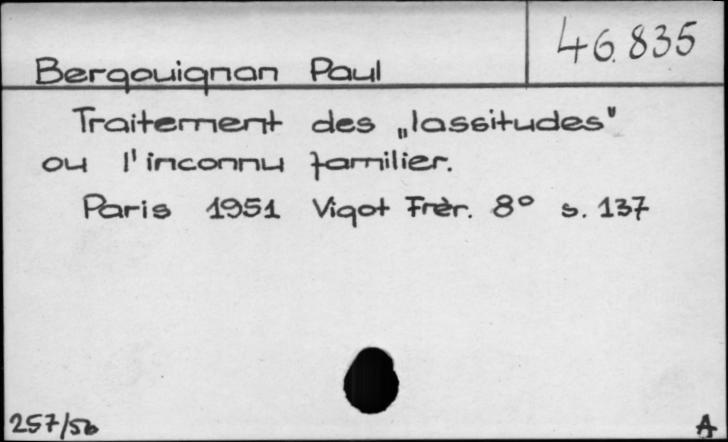 46.835
Bergouignan Paul
Traitement des „lassitudes"
ou l'inconnu familier.
Paris 1951 Vigot Frèr. 8° s. 137
257/56
A